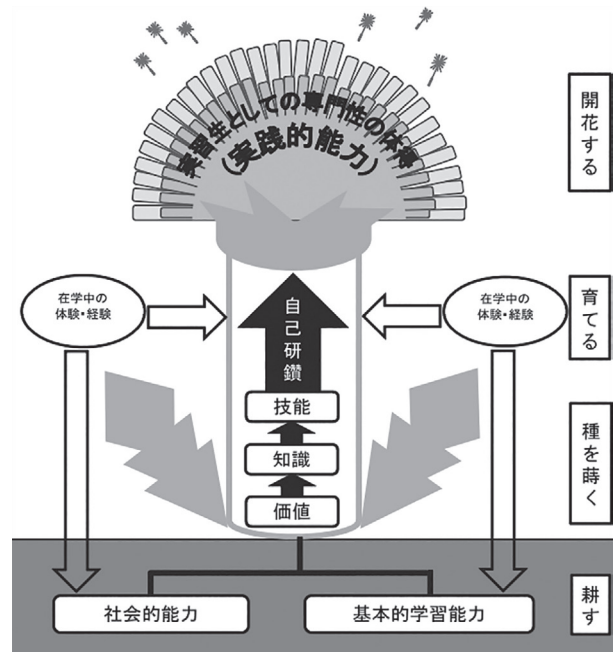 実習生としての専門性の体得
(実践的能力)
開花する
在学中の
体験・経験
在学中の
体験・経験
育てる
自己研鑽
技能
知識
価値
種を蒔く
社会的能力
基本的学習能力
耕す